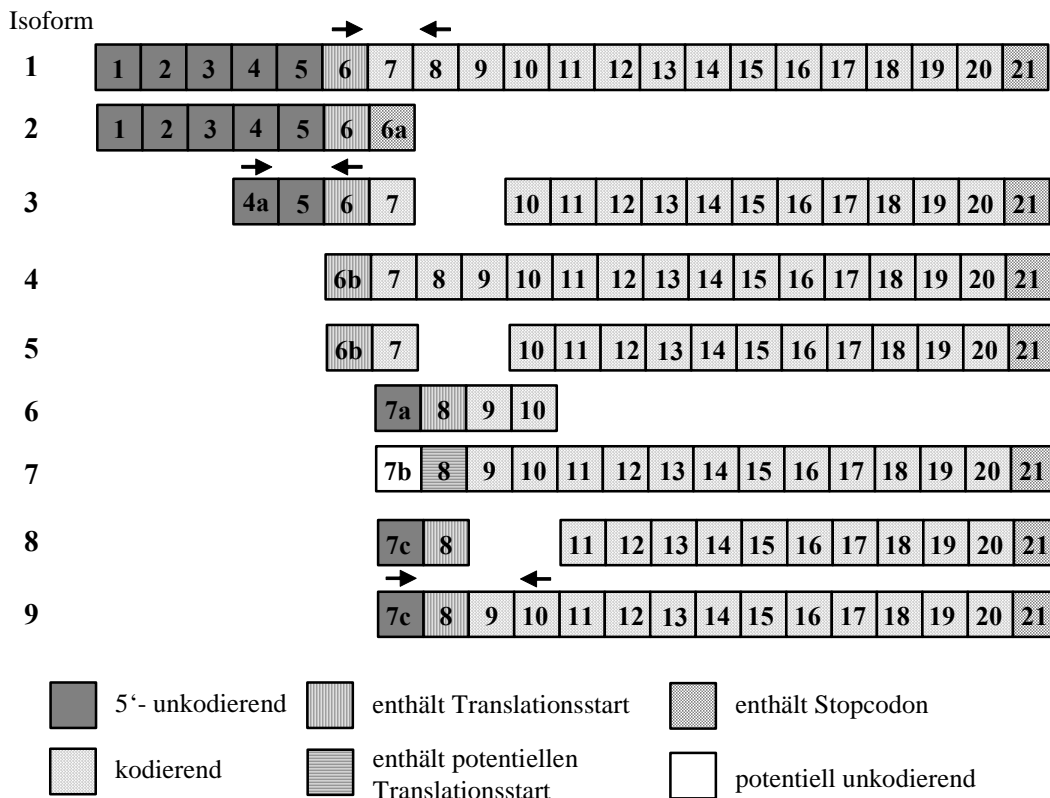 Isoform
1 1 2 3 4 5 6 7 8 9 10 11 12 13 14 15 16 17 18 19 20 21
2 1 2 3 4 5 6 6a
3 4a 5 6 7 10 11 12 13 14 15 16 17 18 19 20 21
4 6b 7 8 9 10 11 12 13 14 15 16 17 18 19 20 21
5 6b 7 10 11 12 13 14 15 16 17 18 19 20 21
6 7a 8 9 10
7 7b 8 9 10 11 12 13 14 15 16 17 18 19 20 21
8 7c 8 11 12 13 14 15 16 17 18 19 20 21
9 7c 8 9 10 11 12 13 14 15 16 17 18 19 20 21
5‘- unkodierend
enthält Translationsstart
enthält Stopcodon
kodierend
enthält potentiellen
Translationsstart
potentiell unkodierend